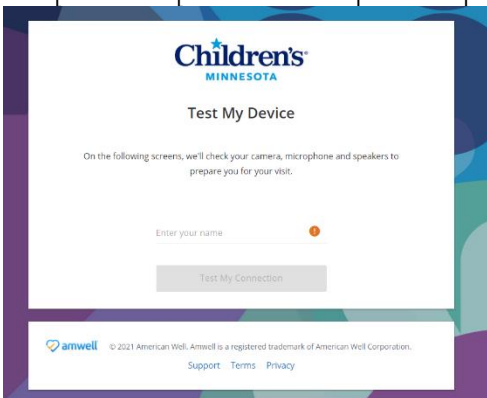 Children's
MINNESOTA
Test My Device
On the following screens, we'll check your camera, microphone and speakers to
prepare you for your visit.
Enter your name
Test My Connection
amwell © 2021 American Well. Amwell is a registered trademark of American Well Corporation.
Support Terms Privacy